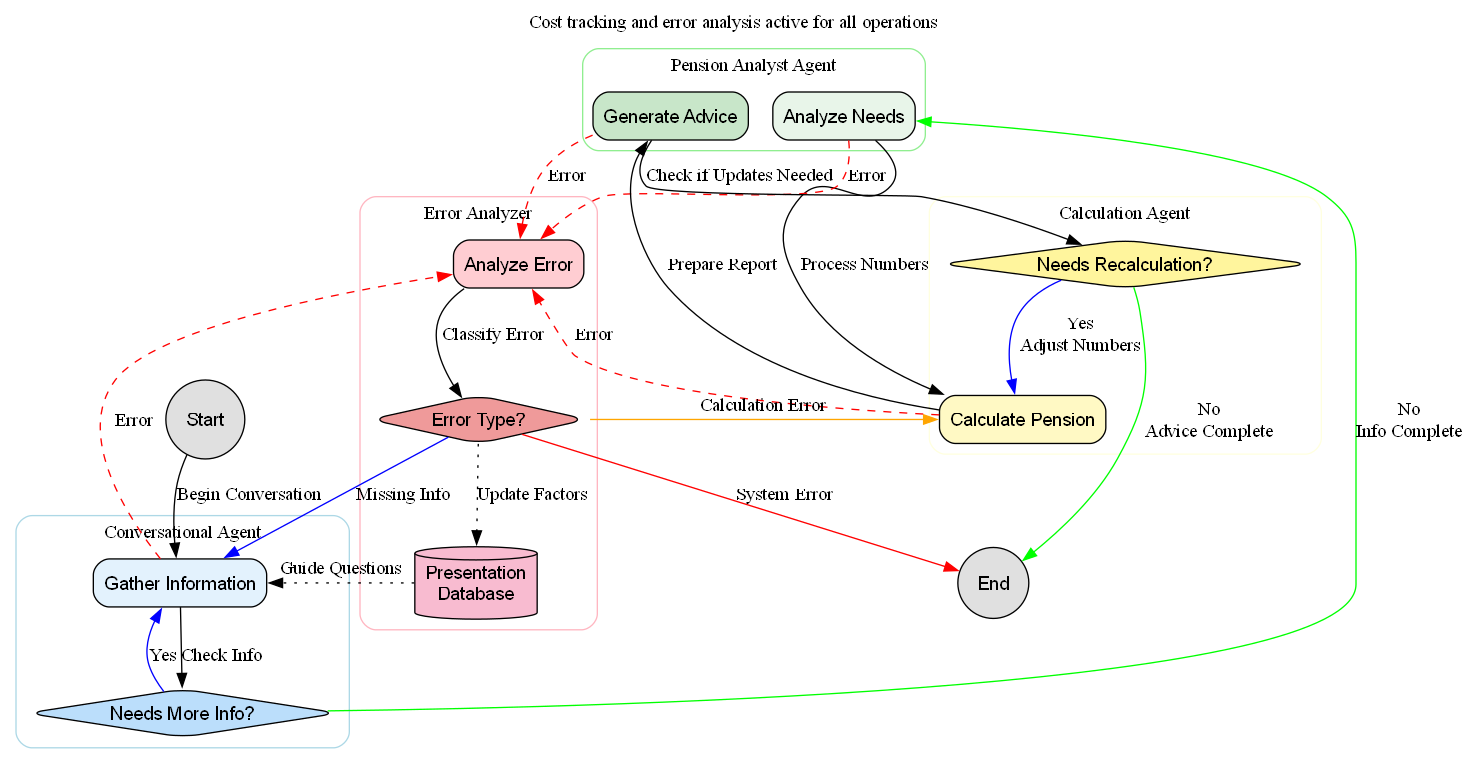 Cost tracking and error analysis active for all operations
Pension Analyst Agent
Generate Advice
Analyze Needs
Error
Check if Updates Needed
Error
Error Analyzer
Calculation Agent
Analyze Error
Prepare Report
Process Numbers
Needs Recalculation?
Classify Error
Error
Yes
Adjust Numbers
Error
Start
Error Type?
Calculation Error
Calculate Pension
No
Advice Complete
No
Info Complete
Begin Conversation
Missing Info
Update Factors
System Error
Conversational Agent
Gather Information
Guide Questions
Presentation
Database
End
Yes
Check Info
Needs More Info?